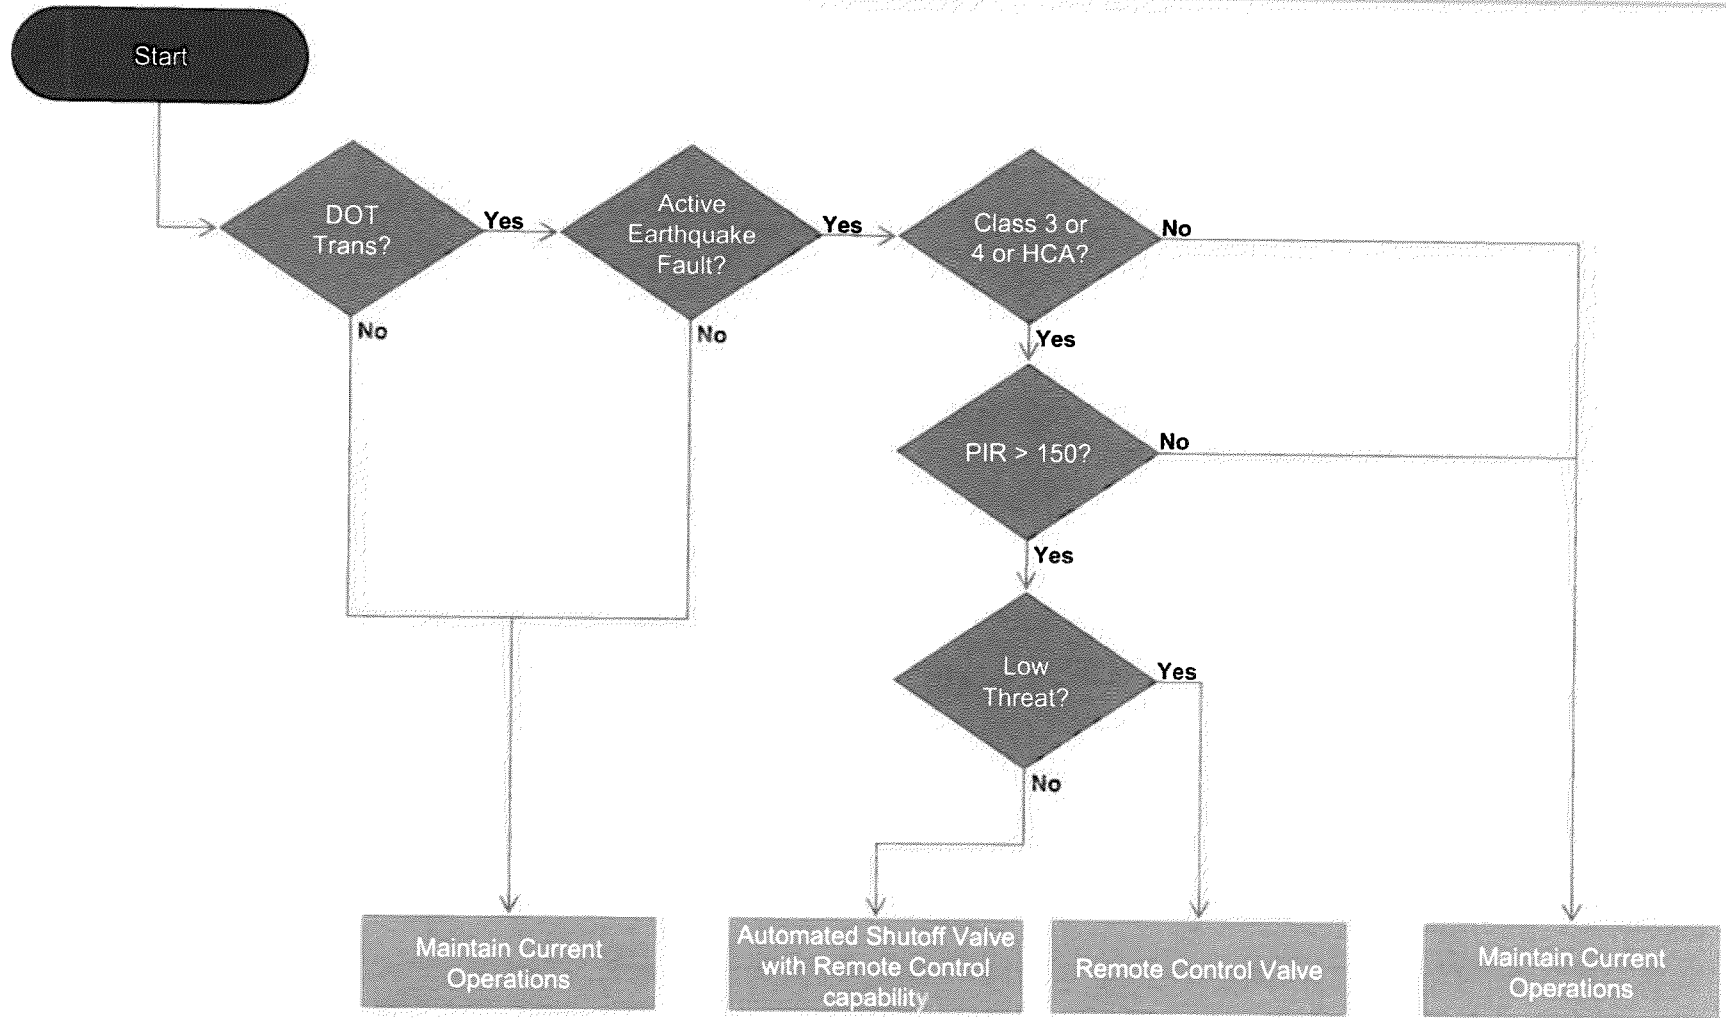 Start
DOT
Trans?
Yes
Active
Earthquake
Fault?
Yes
Class 3 or
4 or HCA?
No
No
No
Yes
PIR > 150?
No
Yes
Low
Threat?
Yes
No
Maintain Current
Operations
Automated Shutoff Valve
with Remote Control
capability
Remote Control Valve
Maintain Current
Operations